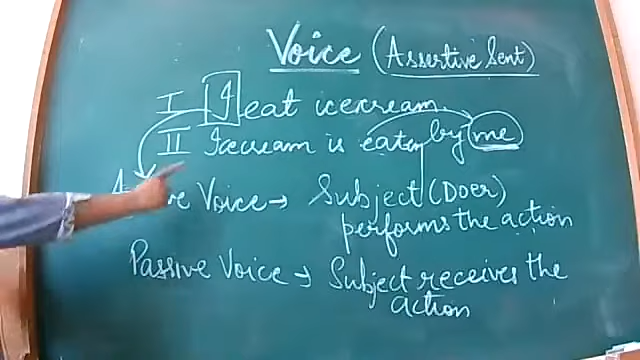 Voice (Assertive Sent)
I I eat icecream.
II Icecream is eaten by me
Voice → Subject (Doer)
performs the action
Passive Voice → Subject receives the
action